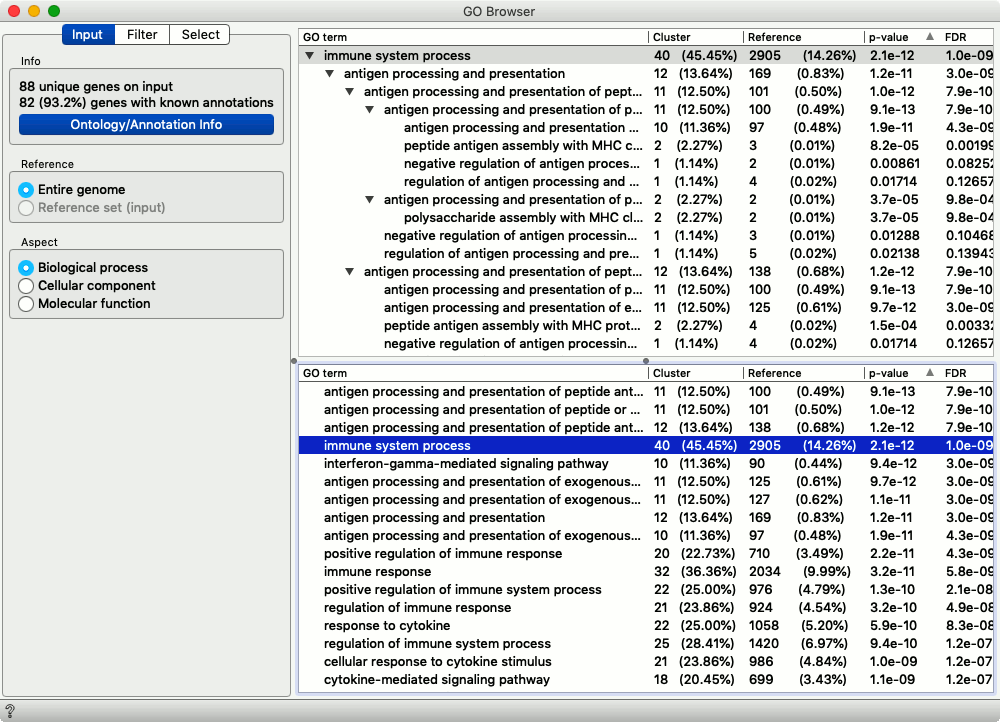 GO Browser
Input Filter Select
Info
88 unique genes on input
82 (93.2%) genes with known annotations
Ontology/Annotation Info
Reference
Entire genome
Reference set (input)
Aspect
Biological process
Cellular component
Molecular function
GO term Cluster Reference p-value FDR
immune system process 40 (45.45%) 2905 (14.26%) 2.1e-12 1.0e-09
antigen processing and presentation 12 (13.64%) 169 (0.83%) 1.2e-11 3.0e-09
antigen processing and presentation of pept... 11 (12.50%) 101 (0.50%) 1.0e-12 7.9e-10
antigen processing and presentation of p... 11 (12.50%) 100 (0.49%) 9.1e-13 7.9e-10
antigen processing and presentation ... 10 (11.36%) 97 (0.48%) 1.9e-11 4.3e-09
peptide antigen assembly with MHC c... 2 (2.27%) 3 (0.01%) 8.2e-05 0.00199
negative regulation of antigen proces... 1 (1.14%) 2 (0.01%) 0.00861 0.08252
regulation of antigen processing and ... 1 (1.14%) 4 (0.02%) 0.01714 0.12657
antigen processing and presentation of p... 2 (2.27%) 2 (0.01%) 3.7e-05 9.8e-04
polysaccharide assembly with MHC cl... 2 (2.27%) 2 (0.01%) 3.7e-05 9.8e-04
negative regulation of antigen processin... 1 (1.14%) 3 (0.01%) 0.01288 0.10468
regulation of antigen processing and pre... 1 (1.14%) 5 (0.02%) 0.02138 0.13943
antigen processing and presentation of pept... 12 (13.64%) 138 (0.68%) 1.2e-12 7.9e-10
antigen processing and presentation of p... 11 (12.50%) 100 (0.49%) 9.1e-13 7.9e-10
antigen processing and presentation of e... 11 (12.50%) 125 (0.61%) 9.7e-12 3.0e-09
peptide antigen assembly with MHC prot... 2 (2.27%) 4 (0.02%) 1.5e-04 0.00332
negative regulation of antigen processin... 1 (1.14%) 4 (0.02%) 0.01714 0.12657
GO term Cluster Reference p-value FDR
antigen processing and presentation of peptide ant... 11 (12.50%) 100 (0.49%) 9.1e-13 7.9e-10
antigen processing and presentation of peptide or ... 11 (12.50%) 101 (0.50%) 1.0e-12 7.9e-10
antigen processing and presentation of peptide ant... 12 (13.64%) 138 (0.68%) 1.2e-12 7.9e-10
immune system process 40 (45.45%) 2905 (14.26%) 2.1e-12 1.0e-09
interferon-gamma-mediated signaling pathway 10 (11.36%) 90 (0.44%) 9.4e-12 3.0e-09
antigen processing and presentation of exogenous... 11 (12.50%) 125 (0.61%) 9.7e-12 3.0e-09
antigen processing and presentation of exogenous... 11 (12.50%) 127 (0.62%) 1.1e-11 3.0e-09
antigen processing and presentation 12 (13.64%) 169 (0.83%) 1.2e-11 3.0e-09
antigen processing and presentation of exogenous... 10 (11.36%) 97 (0.48%) 1.9e-11 4.3e-09
positive regulation of immune response 20 (22.73%) 710 (3.49%) 2.2e-11 4.3e-09
immune response 32 (36.36%) 2034 (9.99%) 3.2e-11 5.8e-09
positive regulation of immune system process 22 (25.00%) 976 (4.79%) 1.3e-10 2.1e-08
regulation of immune response 21 (23.86%) 924 (4.54%) 3.2e-10 4.9e-08
response to cytokine 22 (25.00%) 1058 (5.20%) 5.9e-10 8.3e-08
regulation of immune system process 25 (28.41%) 1420 (6.97%) 9.4e-10 1.2e-07
cellular response to cytokine stimulus 21 (23.86%) 986 (4.84%) 1.0e-09 1.2e-07
cytokine-mediated signaling pathway 18 (20.45%) 699 (3.43%) 1.1e-09 1.2e-07
?